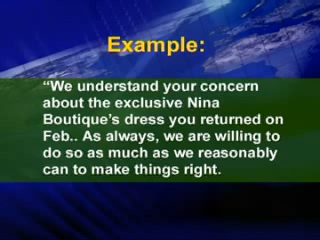 Example:
“We understand your concern
about the exclusive Nina
Boutique’s dress you returned on
Feb.. As always, we are willing to
do so as much as we reasonably
can to make things right.